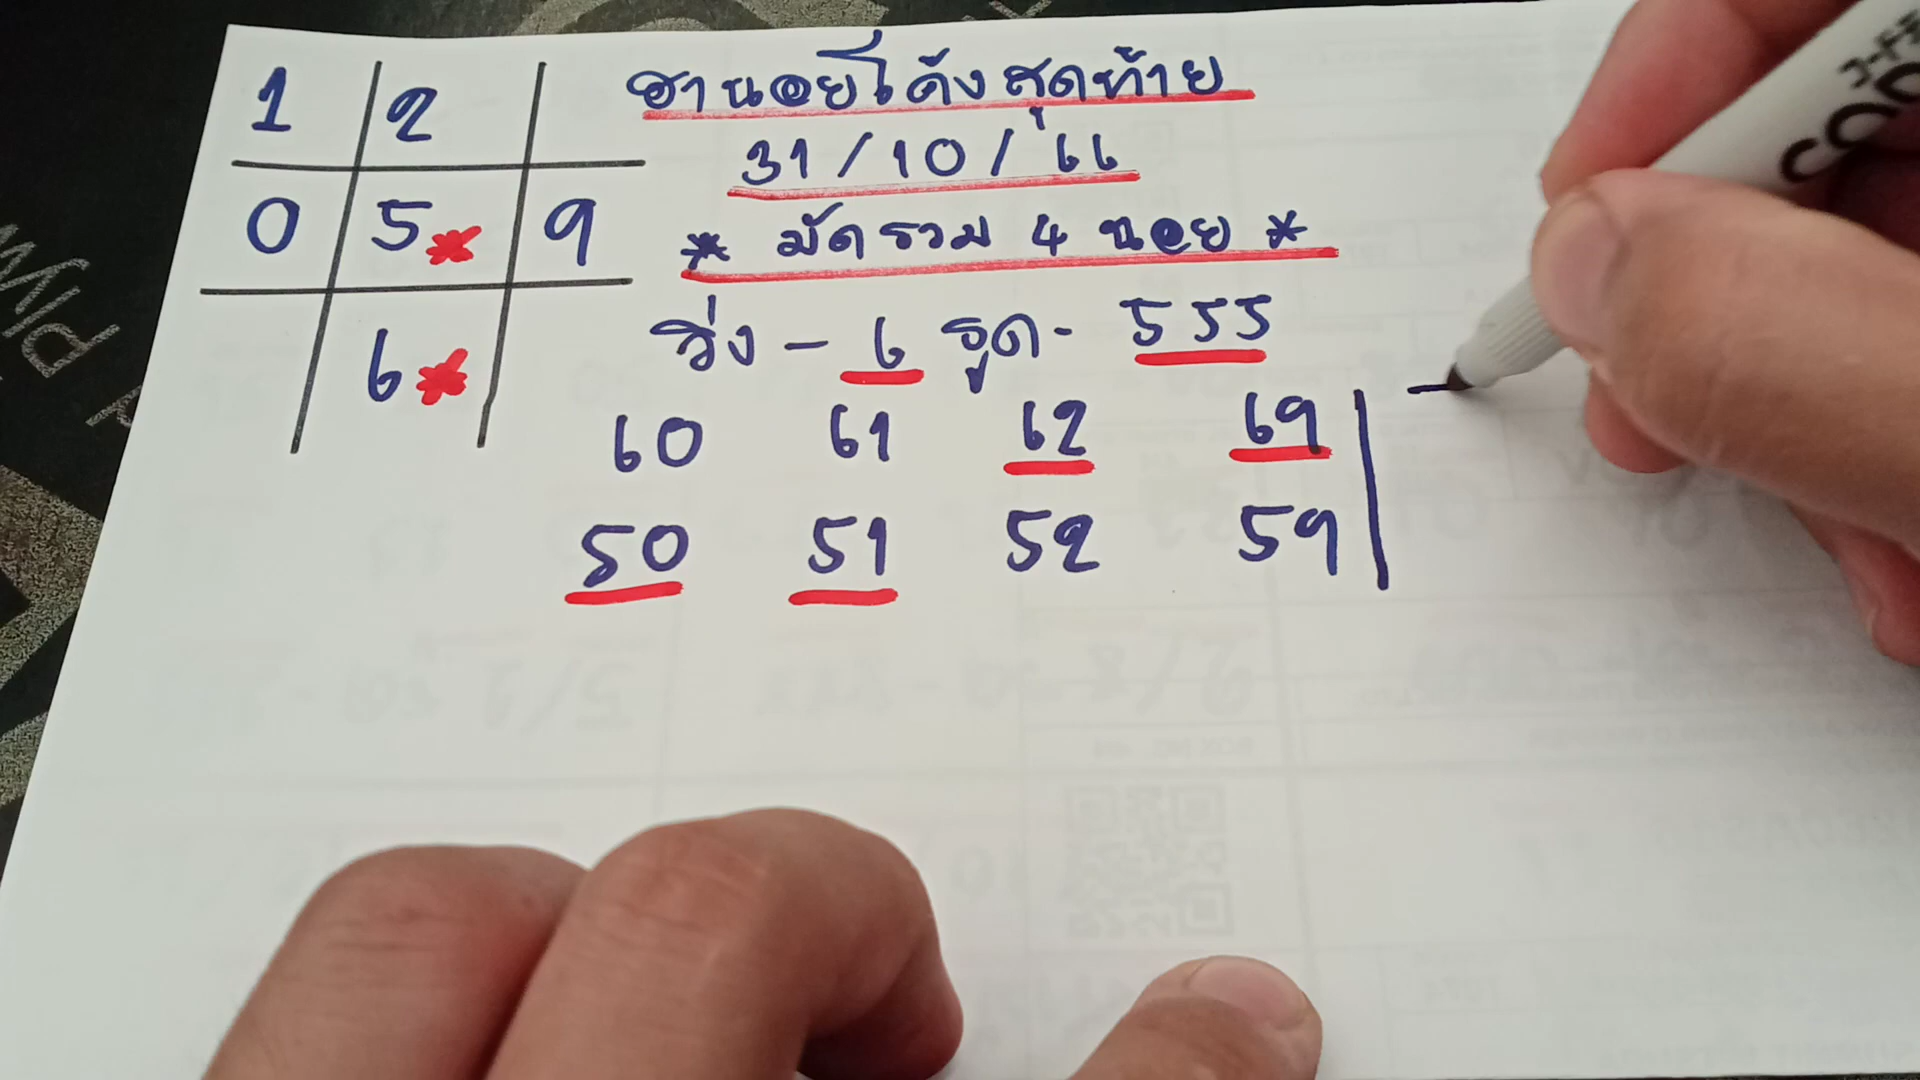 1 2
0 5* 9
6*
ฮานอยโค้งสุดท้าย
31/10/66
* มัดรวม 4 นอย *
วิ่ง - 6 รูด - 555
60 61 62 69
50 51 52 59